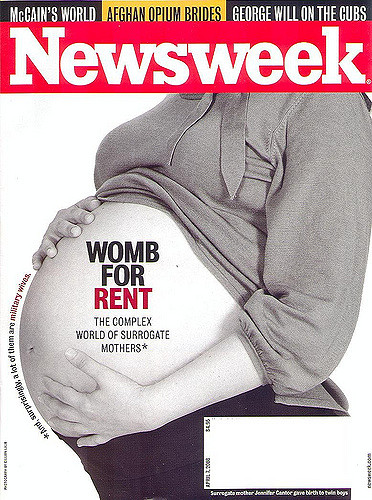 McCAIN'S WORLD AFGHAN OPIUM BRIDES GEORGE WILL ON THE CUBS
Newsweek
WOMB
FOR
RENT
THE COMPLEX
WORLD OF SURROGATE
MOTHERS*
*And, surprisingly, a lot of them are military wives.
$4.95
APRIL 7, 2008
newsweek.com
Surrogate mother Jennifer Cantor gave birth to twin boys